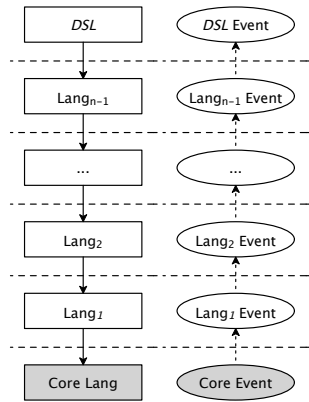 DSL DSL Event
Langn-1 Langn-1 Event
... ...
Lang2 Lang2 Event
Lang1 Lang1 Event
Core Lang Core Event